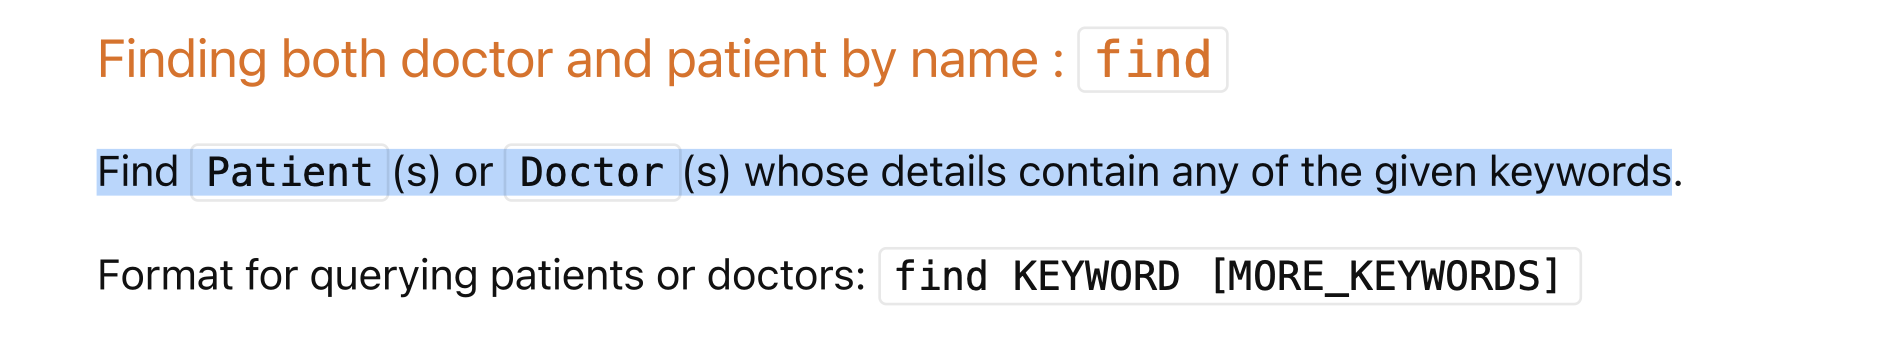 Finding both doctor and patient by name : find
Find Patient (s) or Doctor (s) whose details contain any of the given keywords.
Format for querying patients or doctors: find KEYWORD [MORE_KEYWORDS]